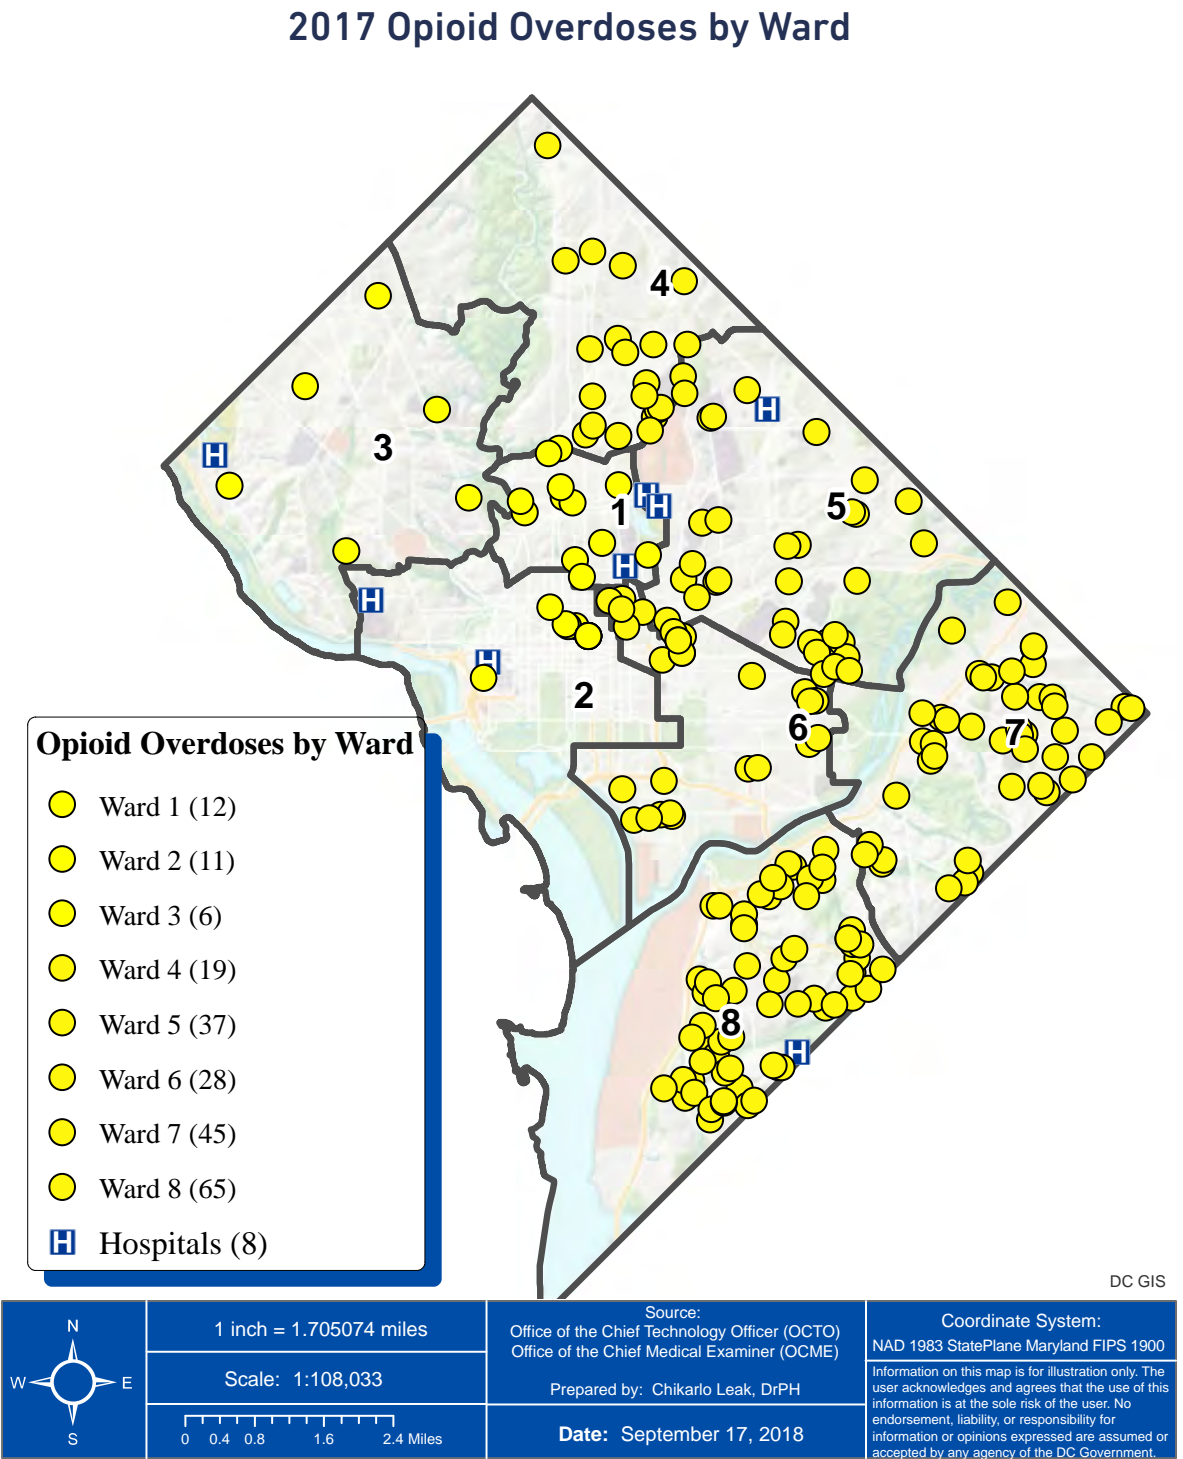 2017 Opioid Overdoses by Ward
4
3
H
H
5
1
H
H
H
H
H
2
6
7
8
H
Opioid Overdoses by Ward
Ward 1 (12)
Ward 2 (11)
Ward 3 (6)
Ward 4 (19)
Ward 5 (37)
Ward 6 (28)
Ward 7 (45)
Ward 8 (65)
H Hospitals (8)
DC GIS
N
W E
S
1 inch = 1.705074 miles
Scale: 1:108,033
0 0.4 0.8 1.6 2.4 Miles
Source:
Office of the Chief Technology Officer (OCTO)
Office of the Chief Medical Examiner (OCME)
Prepared by: Chikarlo Leak, DrPH
Date: September 17, 2018
Coordinate System:
NAD 1983 StatePlane Maryland FIPS 1900
Information on this map is for illustration only. The
user acknowledges and agrees that the use of this
information is at the sole risk of the user. No
endorsement, liability, or responsibility for
information or opinions expressed are assumed or
accepted by any agency of the DC Government.